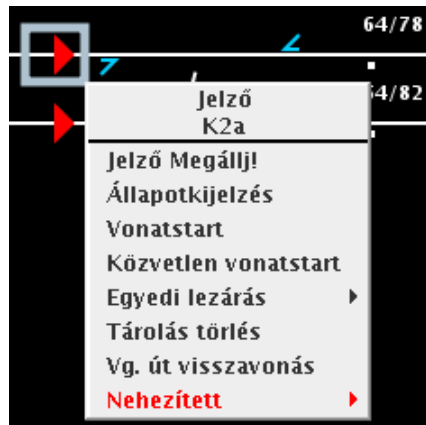 64/78
54/82
Jelző
K2a
Jelző Megállj!
Állapotkijelzés
Vonatstart
Közvetlen vonatstart
Egyedi lezárás
Tárolás törlés
Vg. út visszavonás
Nehezített